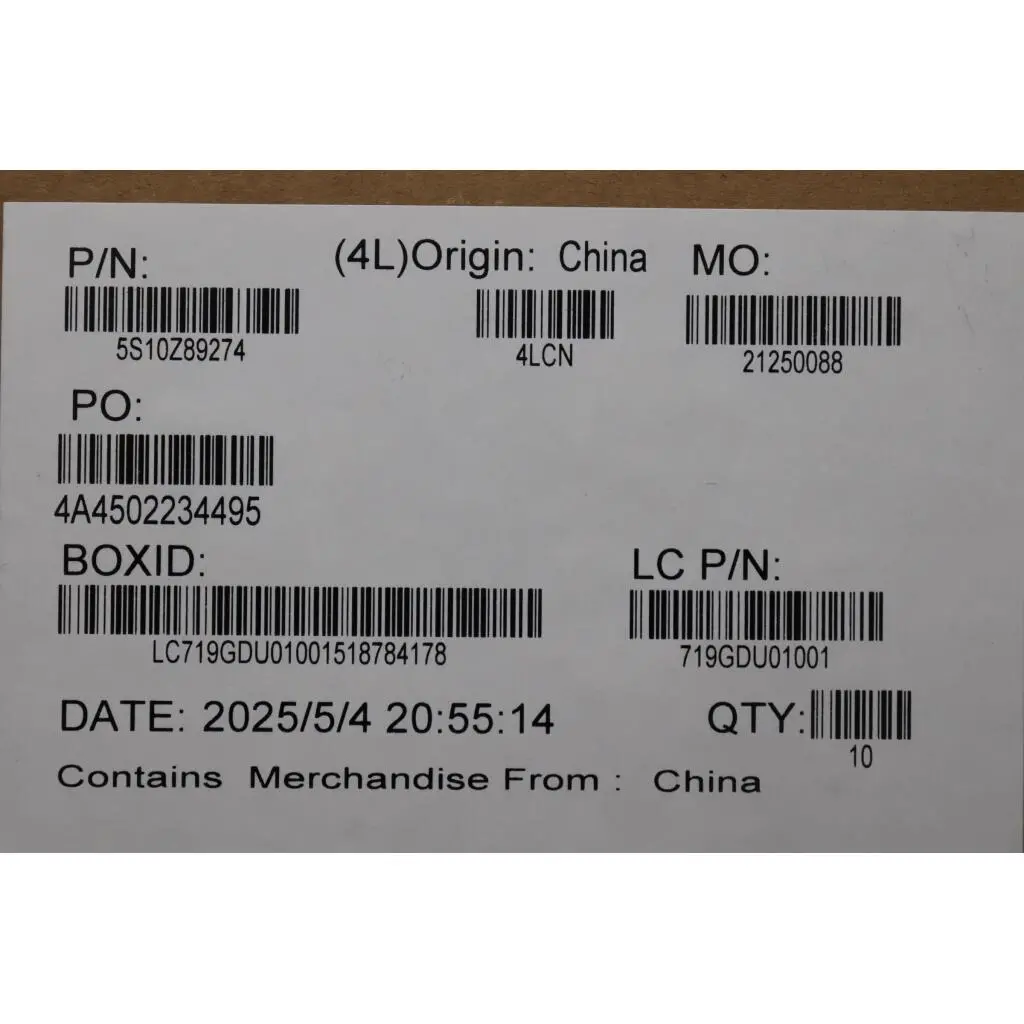 P/N: (4L)Origin: China MO:
5S10Z89274 4LCN 21250088
PO:
4A4502234495
BOXID: LC P/N:
LC719GDU01001518784178 719GDU01001
DATE: 2025/5/4 20:55:14 QTY:
10
Contains Merchandise From : China